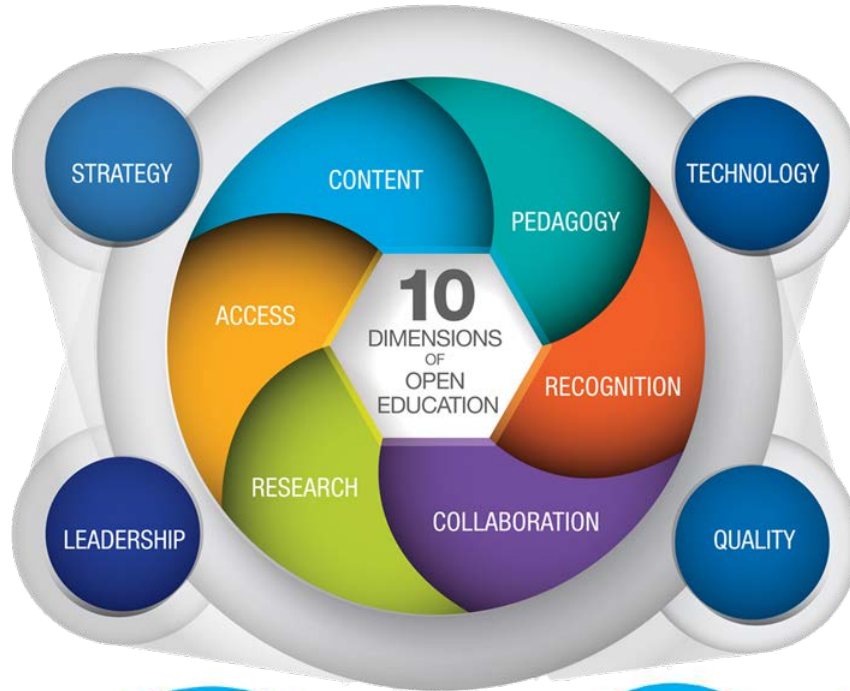 STRATEGY
CONTENT
TECHNOLOGY
PEDAGOGY
ACCESS
10
DIMENSIONS
OF
OPEN
EDUCATION
RECOGNITION
RESEARCH
COLLABORATION
LEADERSHIP
QUALITY